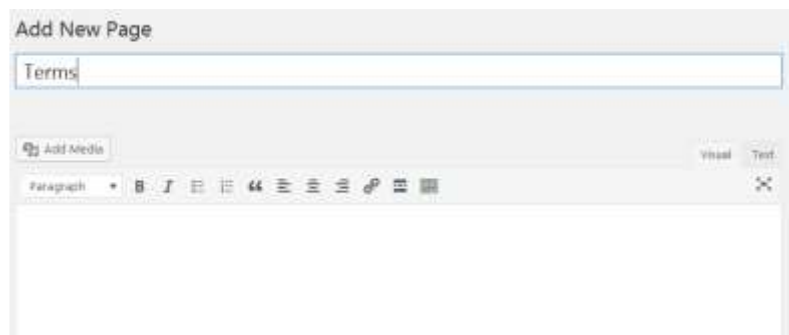 Add New Page
Terms
Add Media
Visual Text
Paragraph B I